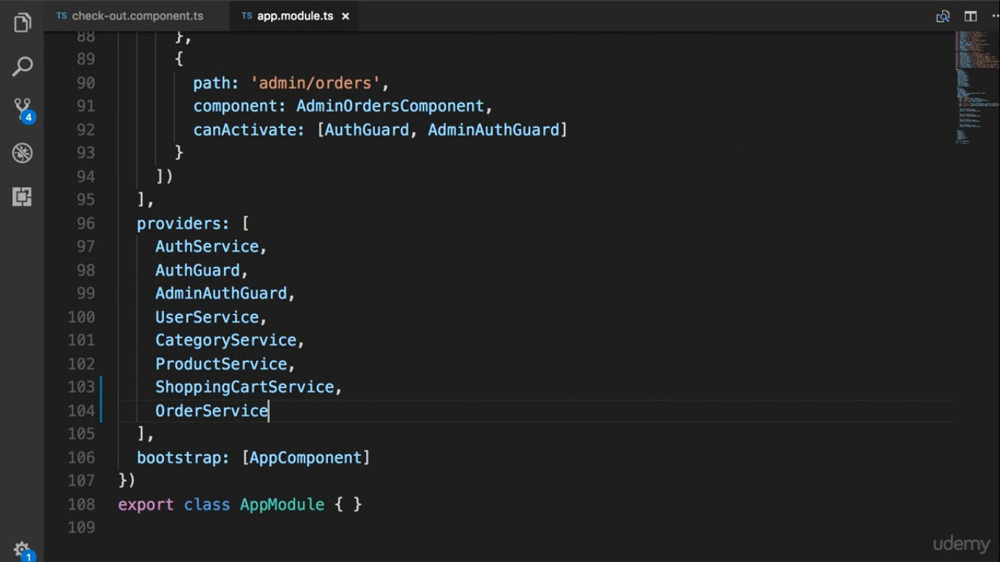 TS check-out.component.ts TS app.module.ts ×
88 },
89 {
90 path: 'admin/orders',
91 component: AdminOrdersComponent,
92 canActivate: [AuthGuard, AdminAuthGuard]
93 }
94 ])
95 ],
96 providers: [
97 AuthService,
98 AuthGuard,
99 AdminAuthGuard,
100 UserService,
101 CategoryService,
102 ProductService,
103 ShoppingCartService,
104 OrderService
105 ],
106 bootstrap: [AppComponent]
107 })
108 export class AppModule { }
109
4
1
udemy